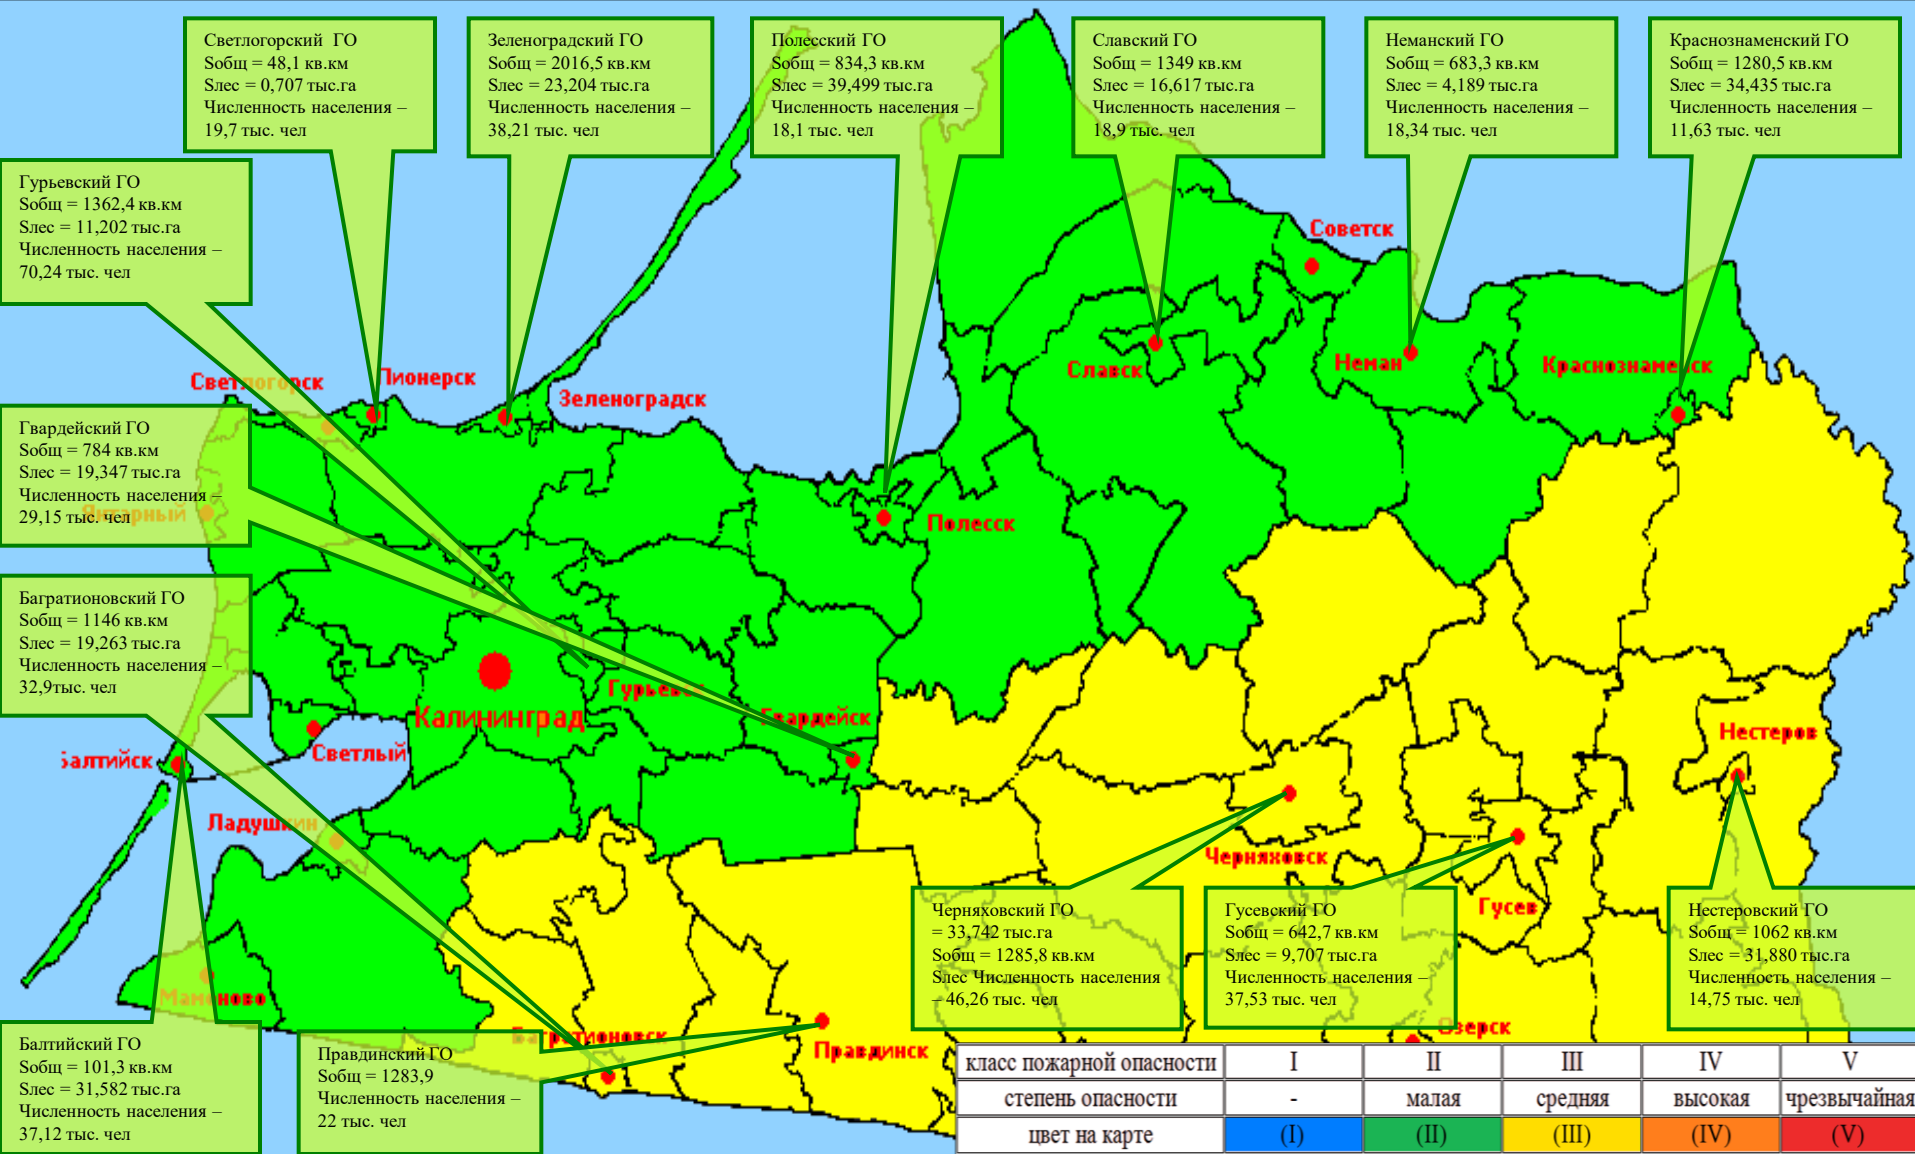 Светлогорский ГО
Sобщ = 48,1 кв.км
Sлес = 0,707 тыс.га
Численность населения –
19,7 тыс. чел
Зеленоградский ГО
Sобщ = 2016,5 кв.км
Sлес = 23,204 тыс.га
Численность населения –
38,21 тыс. чел
Полесский ГО
Sобщ = 834,3 кв.км
Sлес = 39,499 тыс.га
Численность населения –
18,1 тыс. чел
Славский ГО
Sобщ = 1349 кв.км
Sлес = 16,617 тыс.га
Численность населения –
18,9 тыс. чел
Неманский ГО
Sобщ = 683,3 кв.км
Sлес = 4,189 тыс.га
Численность населения –
18,34 тыс. чел
Краснознаменский ГО
Sобщ = 1280,5 кв.км
Sлес = 34,435 тыс.га
Численность населения –
11,63 тыс. чел
Гурьевский ГО
Sобщ = 1362,4 кв.км
Sлес = 11,202 тыс.га
Численность населения –
70,24 тыс. чел
Советск
Славск
Неман
Краснознаменск
Светлогорск
Пионерск
Зеленоградск
Гвардейский ГО
Sобщ = 784 кв.км
Sлес = 19,347 тыс.га
Численность населения –
29,15 тыс. чел
Янтарный
Полесск
Багратионовский ГО
Sобщ = 1146 кв.км
Sлес = 19,263 тыс.га
Численность населения –
32,9тыс. чел
Гурьевск
Калининград
Гвардейск
Нестеров
Светлый
Балтийск
Ладушкин
Черняховск
Гусев
Черняховский ГО
= 33,742 тыс.га
Sобщ = 1285,8 кв.км
Sлес Численность населения
– 46,26 тыс. чел
Гусевский ГО
Sобщ = 642,7 кв.км
Sлес = 9,707 тыс.га
Численность населения –
37,53 тыс. чел
Нестеровский ГО
Sобщ = 1062 кв.км
Sлес = 31,880 тыс.га
Численность населения –
14,75 тыс. чел
Мамоново
Багратионовск
Правдинск
Озерск
Балтийский ГО
Sобщ = 101,3 кв.км
Sлес = 31,582 тыс.га
Численность населения –
37,12 тыс. чел
Правдинский ГО
Sобщ = 1283,9
Численность населения –
22 тыс. чел
класс пожарной опасности I II III IV V
степень опасности - малая средняя высокая чрезвычайная
цвет на карте (I) (II) (III) (IV) (V)